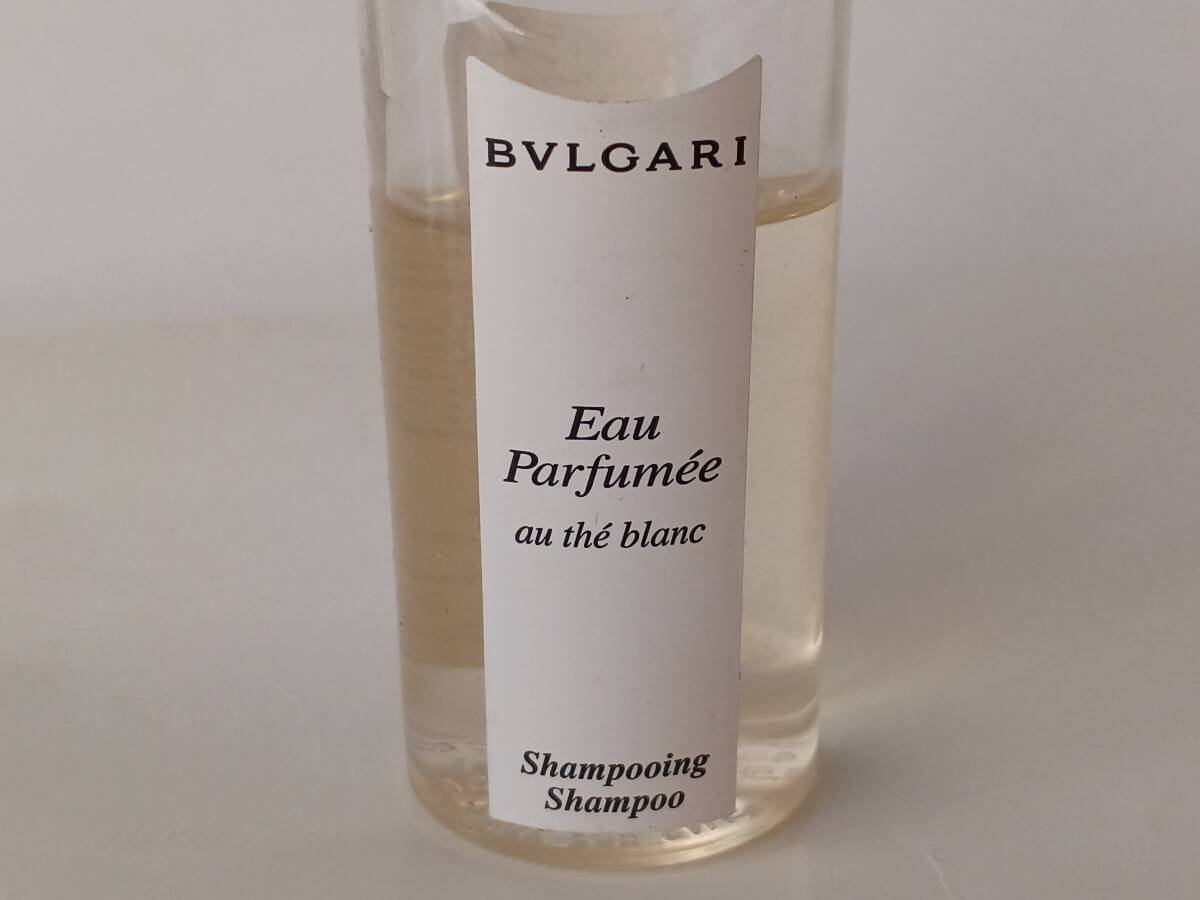 BVLGARI
Eau
Parfumée
au thé blanc
Shampooing
Shampoo